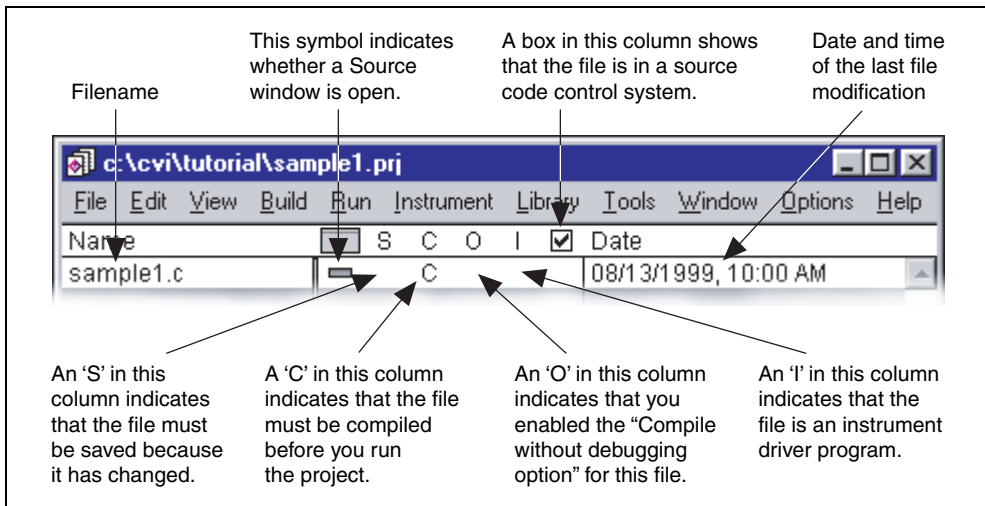 This symbol indicates
whether a Source
window is open.
A box in this column shows
that the file is in a source
code control system.
Date and time
of the last file
modification
Filename
c:\cvi\tutorial\sample1.prj
File Edit View Build Run Instrument Library Tools Window Options Help
Name S C O I Date
sample1.c C 08/13/1999, 10:00 AM
An ‘S’ in this
column indicates
that the file must
be saved because
it has changed.
A ‘C’ in this column
indicates that the file
must be compiled
before you run
the project.
An ‘O’ in this column
indicates that you
enabled the “Compile
without debugging
option” for this file.
An ‘I’ in this column
indicates that the
file is an instrument
driver program.